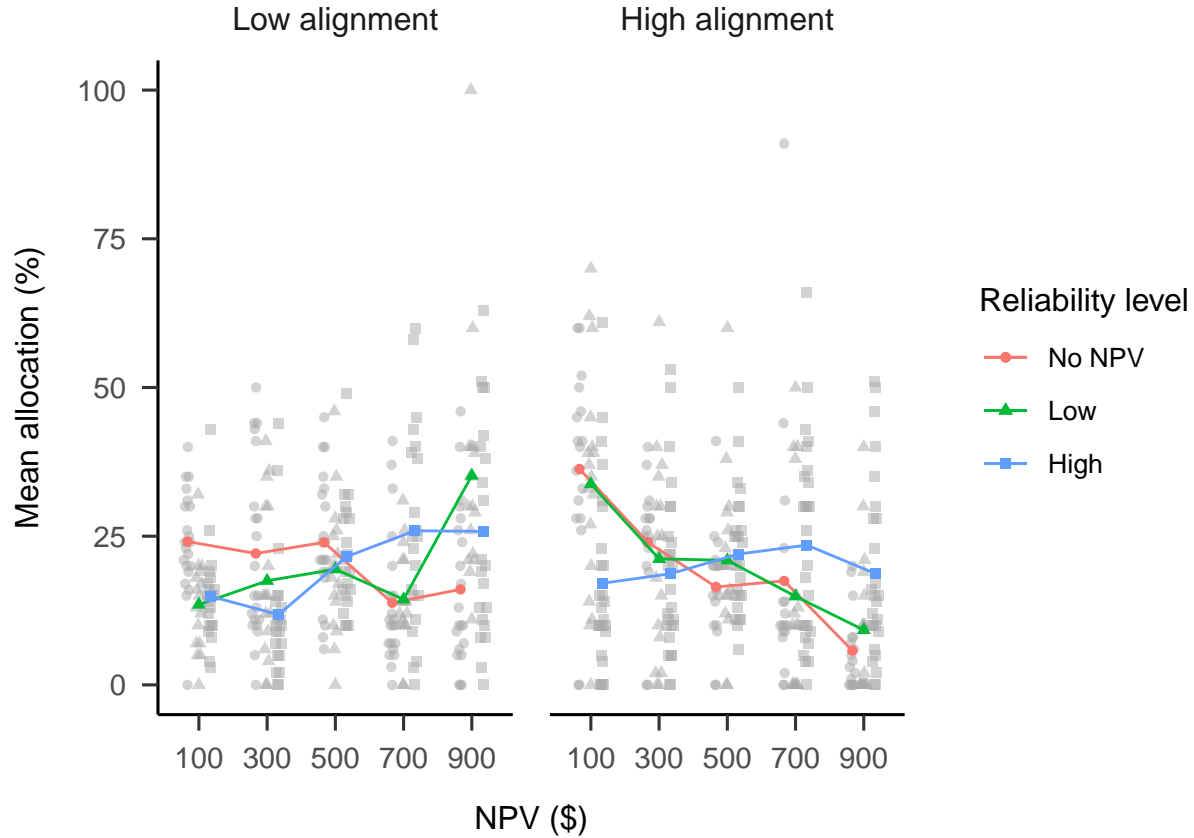 Low alignment
High alignment
Mean allocation (%)
100
75
50
25
0
100 300 500 700 900
100 300 500 700 900
NPV ($)
Reliability level
No NPV
Low
High